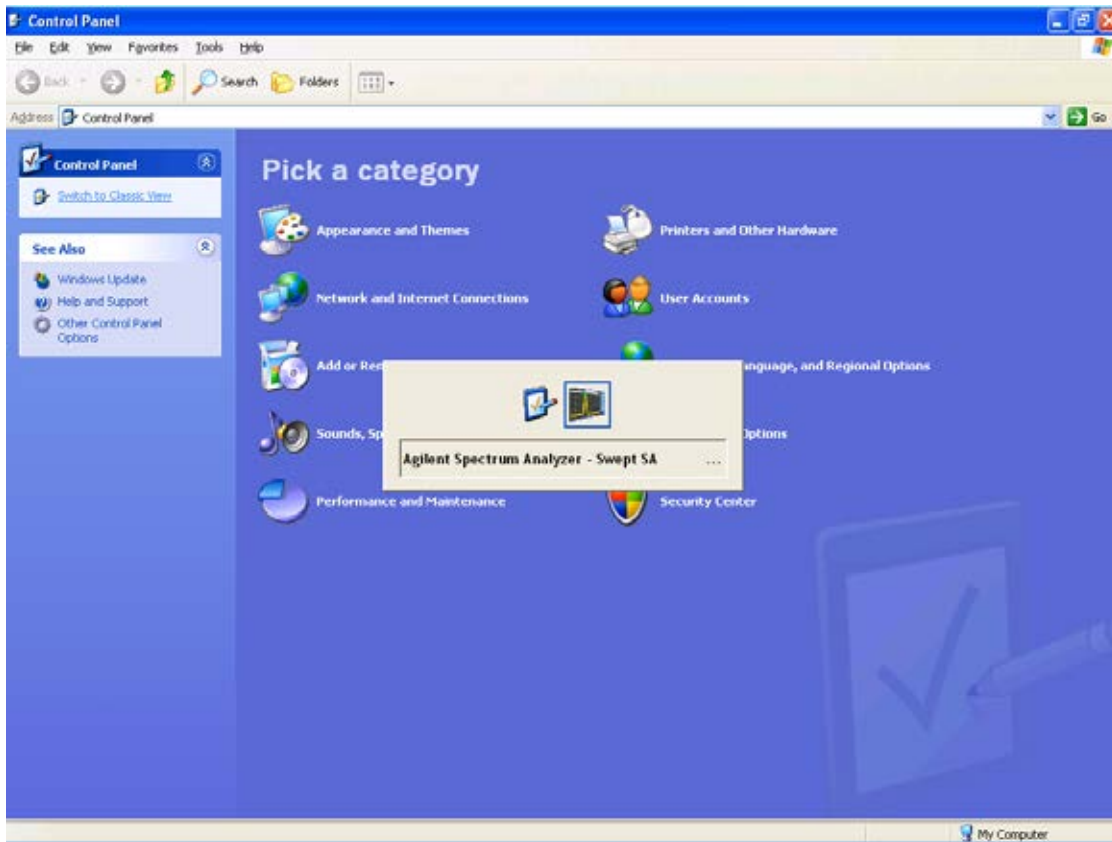 Control Panel
File Edit View Favorites Tools Help
Back Search Folders
Address Control Panel Go
Control Panel
Switch to Classic View
See Also
Windows Update
Help and Support
Other Control Panel
Options
Pick a category
Appearance and Themes
Printers and Other Hardware
Network and Internet Connections
User Accounts
Add or Rem
nguage, and Regional Options
Sounds, Sp
Options
Agilent Spectrum Analyzer - Swept SA ...
Performance and Maintenance
Security Center
My Computer